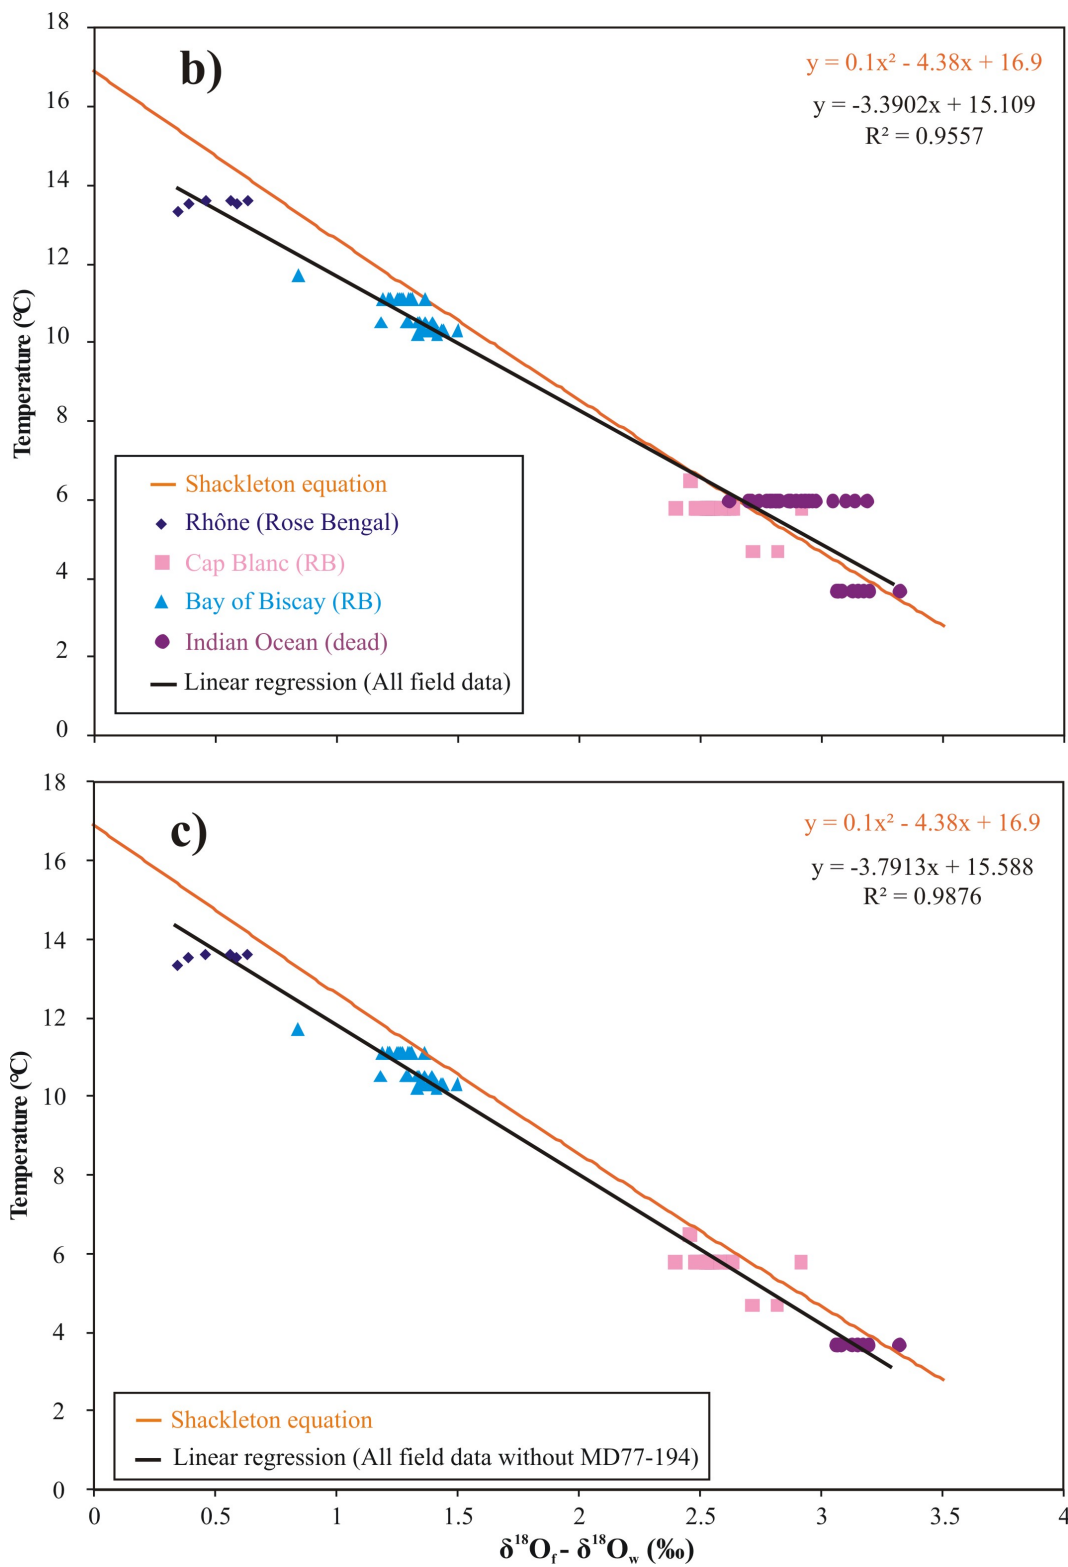 18
b)
y = 0.1x² - 4.38x + 16.9
y = -3.3902x + 15.109
R² = 0.9557
16
14
12
10
8
6
4
2
0
Temperature (℃)
Shackleton equation
Rhône (Rose Bengal)
Cap Blanc (RB)
Bay of Biscay (RB)
Indian Ocean (dead)
Linear regression (All field data)
18
c)
y = 0.1x² - 4.38x + 16.9
y = -3.7913x + 15.588
R² = 0.9876
16
14
12
10
8
6
4
2
0
Temperature (℃)
Shackleton equation
Linear regression (All field data without MD77-194)
0 0.5 1 1.5 2 2.5 3 3.5 4
δ¹⁸O_f - δ¹⁸O_w (‰)